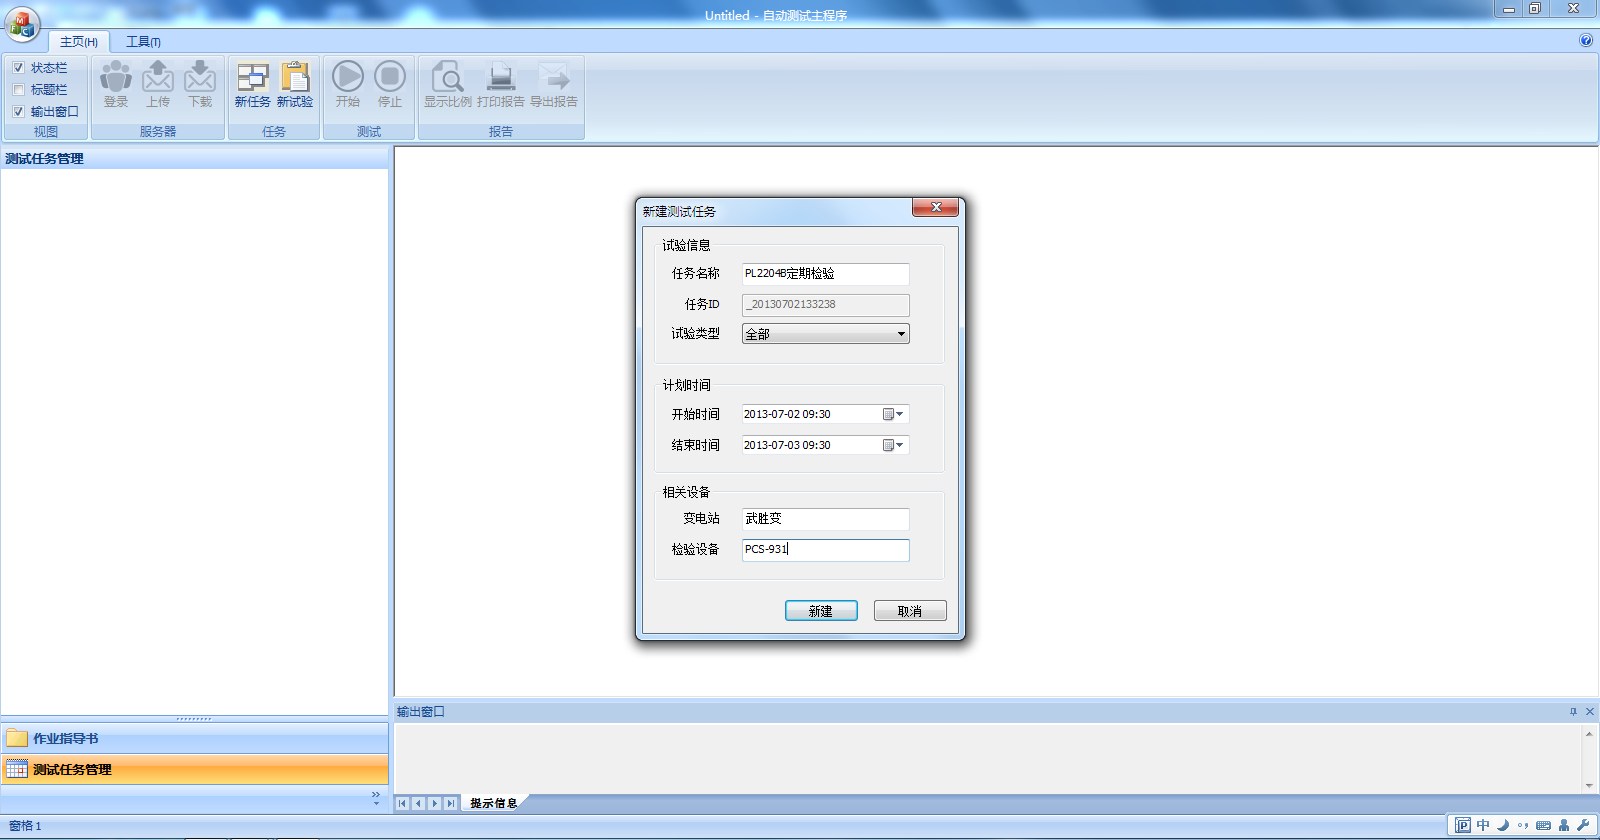 Untitled - 自动测试主程序
主页(H) 工具(T)
状态栏
标题栏
输出窗口
视图
登录 上传 下载
服务器
新任务 新试验
任务
开始 停止
测试
显示比例 打印报告 导出报告
报告
测试任务管理
新建测试任务
试验信息
任务名称 PL2204B定期检验
任务ID _20130702133238
试验类型 全部
计划时间
开始时间 2013-07-02 09:30
结束时间 2013-07-03 09:30
相关设备
变电站 武胜变
检验设备 PCS-931
新建 取消
输出窗口
作业指导书
测试任务管理
提示信息
窗格 1
中